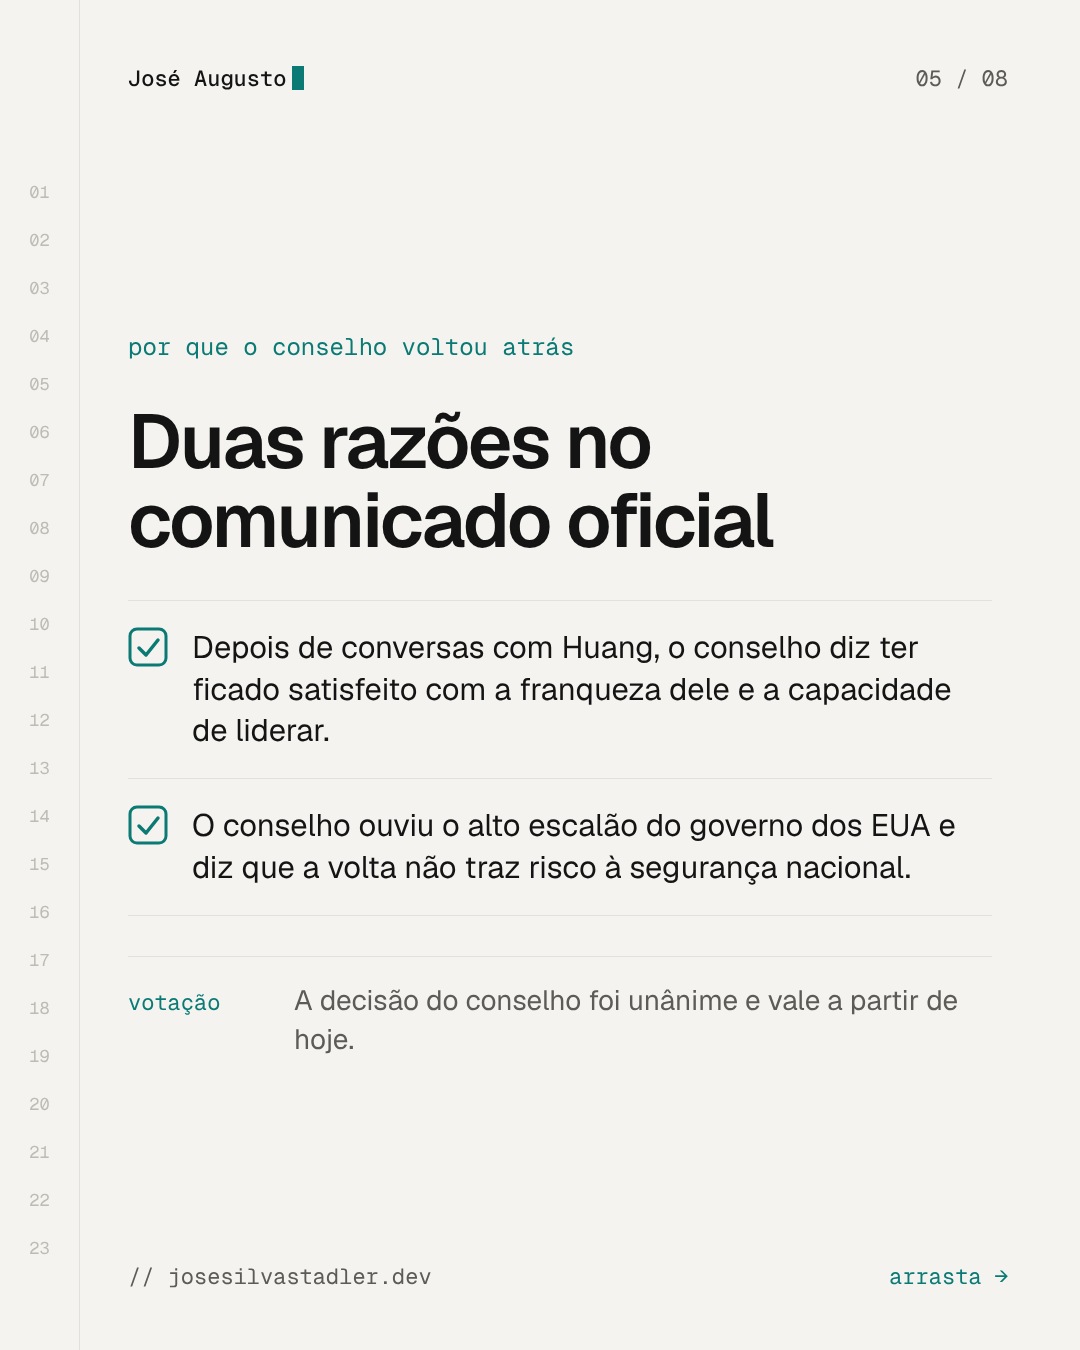 José Augusto
05 / 08
01
02
03
04
05
06
07
08
09
10
11
12
13
14
15
16
17
18
19
20
21
22
23
por que o conselho voltou atrás
Duas razões no
comunicado oficial
Depois de conversas com Huang, o conselho diz ter
ficado satisfeito com a franqueza dele e a capacidade
de liderar.
O conselho ouviu o alto escalão do governo dos EUA e
diz que a volta não traz risco à segurança nacional.
votação
A decisão do conselho foi unânime e vale a partir de
hoje.
// josesilvastadler.dev
arrasta →